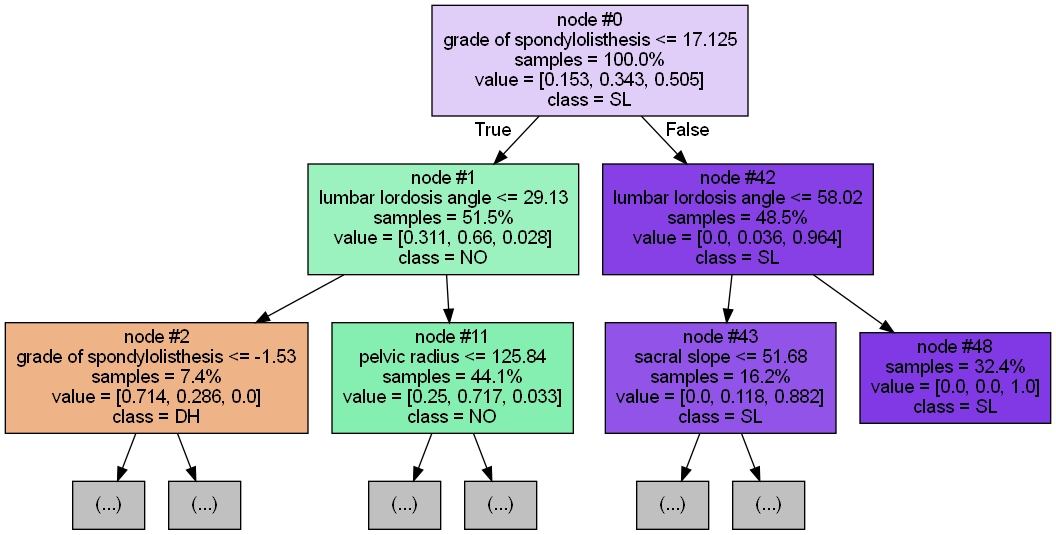 node #0
grade of spondylolisthesis <= 17.125
samples = 100.0%
value = [0.153, 0.343, 0.505]
class = SL
True
False
node #1
lumbar lordosis angle <= 29.13
samples = 51.5%
value = [0.311, 0.66, 0.028]
class = NO
node #42
lumbar lordosis angle <= 58.02
samples = 48.5%
value = [0.0, 0.036, 0.964]
class = SL
node #2
grade of spondylolisthesis <= -1.53
samples = 7.4%
value = [0.714, 0.286, 0.0]
class = DH
node #11
pelvic radius <= 125.84
samples = 44.1%
value = [0.25, 0.717, 0.033]
class = NO
node #43
sacral slope <= 51.68
samples = 16.2%
value = [0.0, 0.118, 0.882]
class = SL
node #48
samples = 32.4%
value = [0.0, 0.0, 1.0]
class = SL
(...)
(...)
(...)
(...)
(...)
(...)